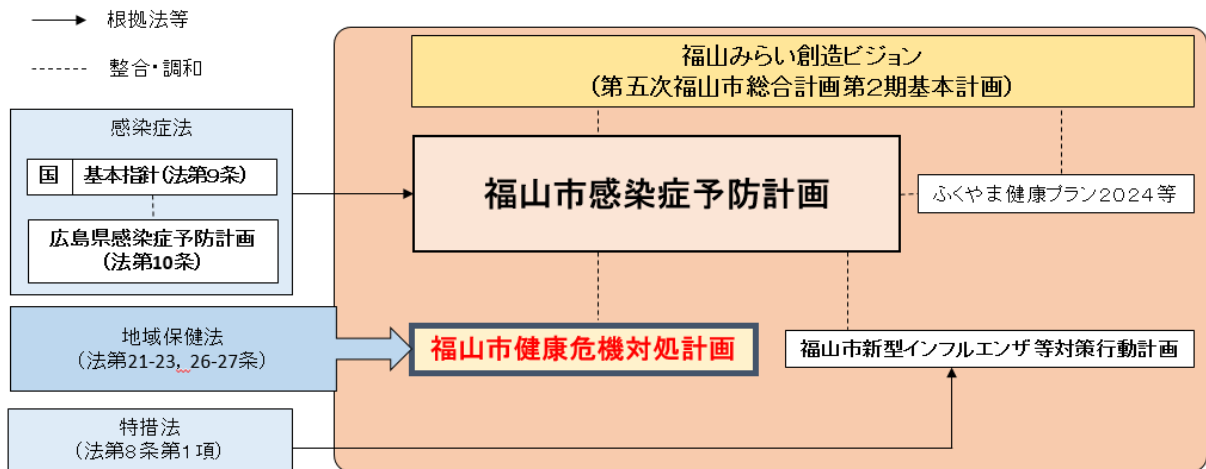 根拠法等
整合・調和
福山みらい創造ビジョン
(第五次福山市総合計画第2期基本計画)
感染症法
国 基本指針(法第9条)
広島県感染症予防計画
(法第10条)
福山市感染症予防計画
ふくやま健康プラン2024等
地域保健法
(法第21-23, 26-27条)
福山市健康危機対処計画
福山市新型インフルエンザ等対策行動計画
特措法
(法第8条第1項)